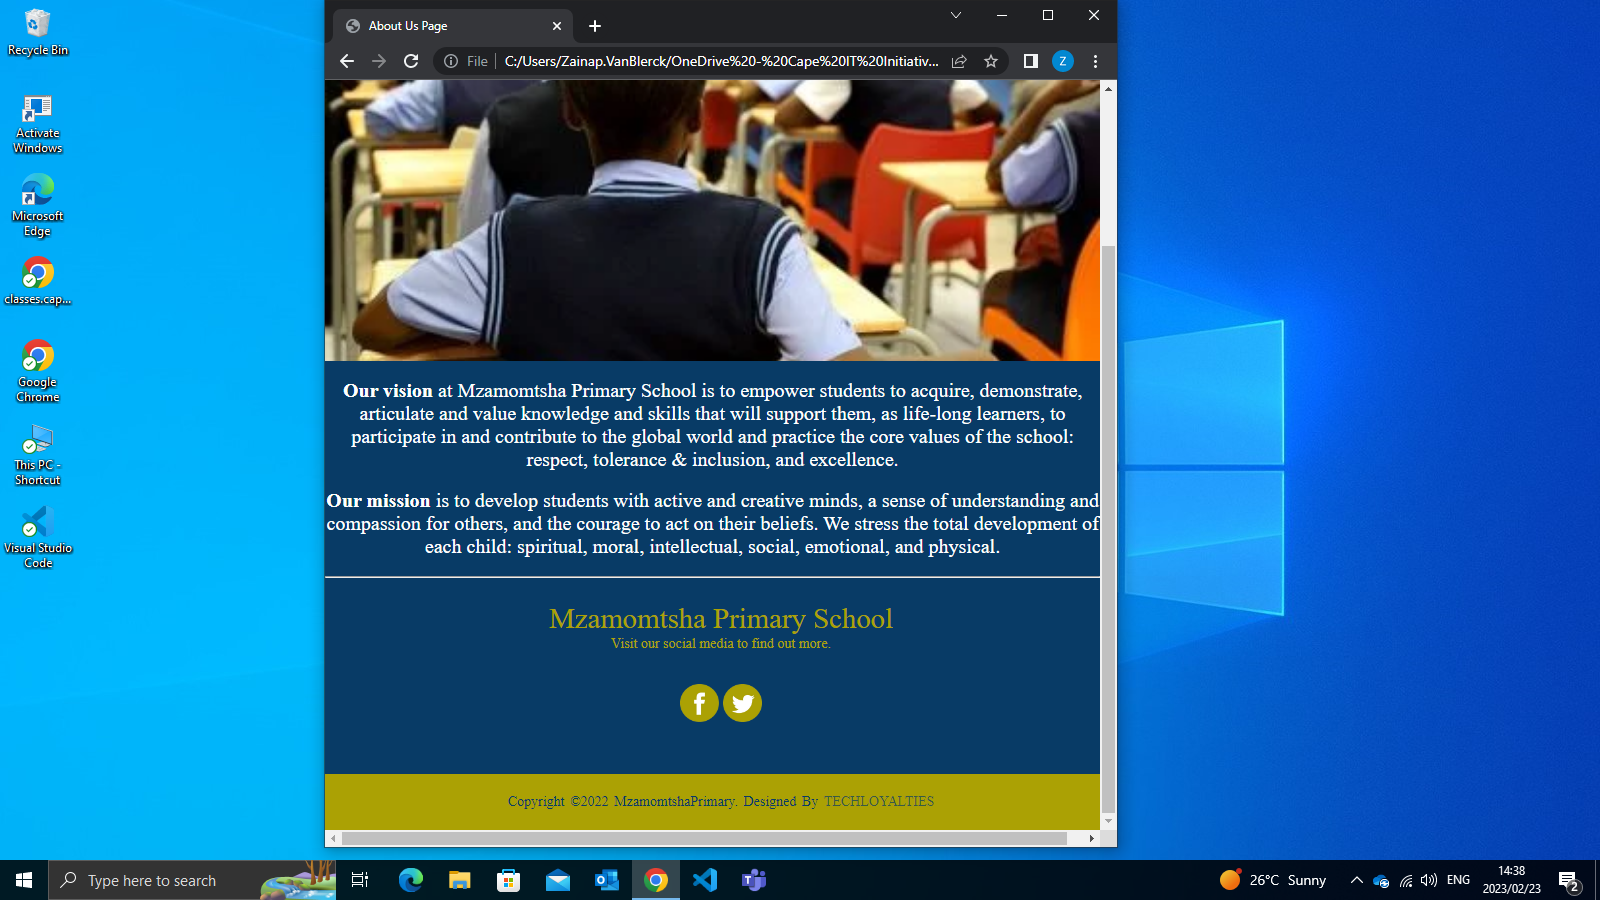 Recycle Bin
Activate
Windows
Microsoft
Edge
classes.cap...
Google
Chrome
This PC -
Shortcut
Visual Studio
Code
About Us Page
File
C:/Users/Zainap.VanBlerck/OneDrive%20-%20Cape%20IT%20Initiativ...
Z
Our vision at Mzamomtsha Primary School is to empower students to acquire, demonstrate,
articulate and value knowledge and skills that will support them, as life-long learners, to
participate in and contribute to the global world and practice the core values of the school:
respect, tolerance & inclusion, and excellence.
Our mission is to develop students with active and creative minds, a sense of understanding and
compassion for others, and the courage to act on their beliefs. We stress the total development of
each child: spiritual, moral, intellectual, social, emotional, and physical.
Mzamomtsha Primary School
Visit our social media to find out more.
Copyright ©2022 MzamomtshaPrimary. Designed By TECHLOYALTIES
Type here to search
26°C Sunny
ENG
14:38
2023/02/23
2